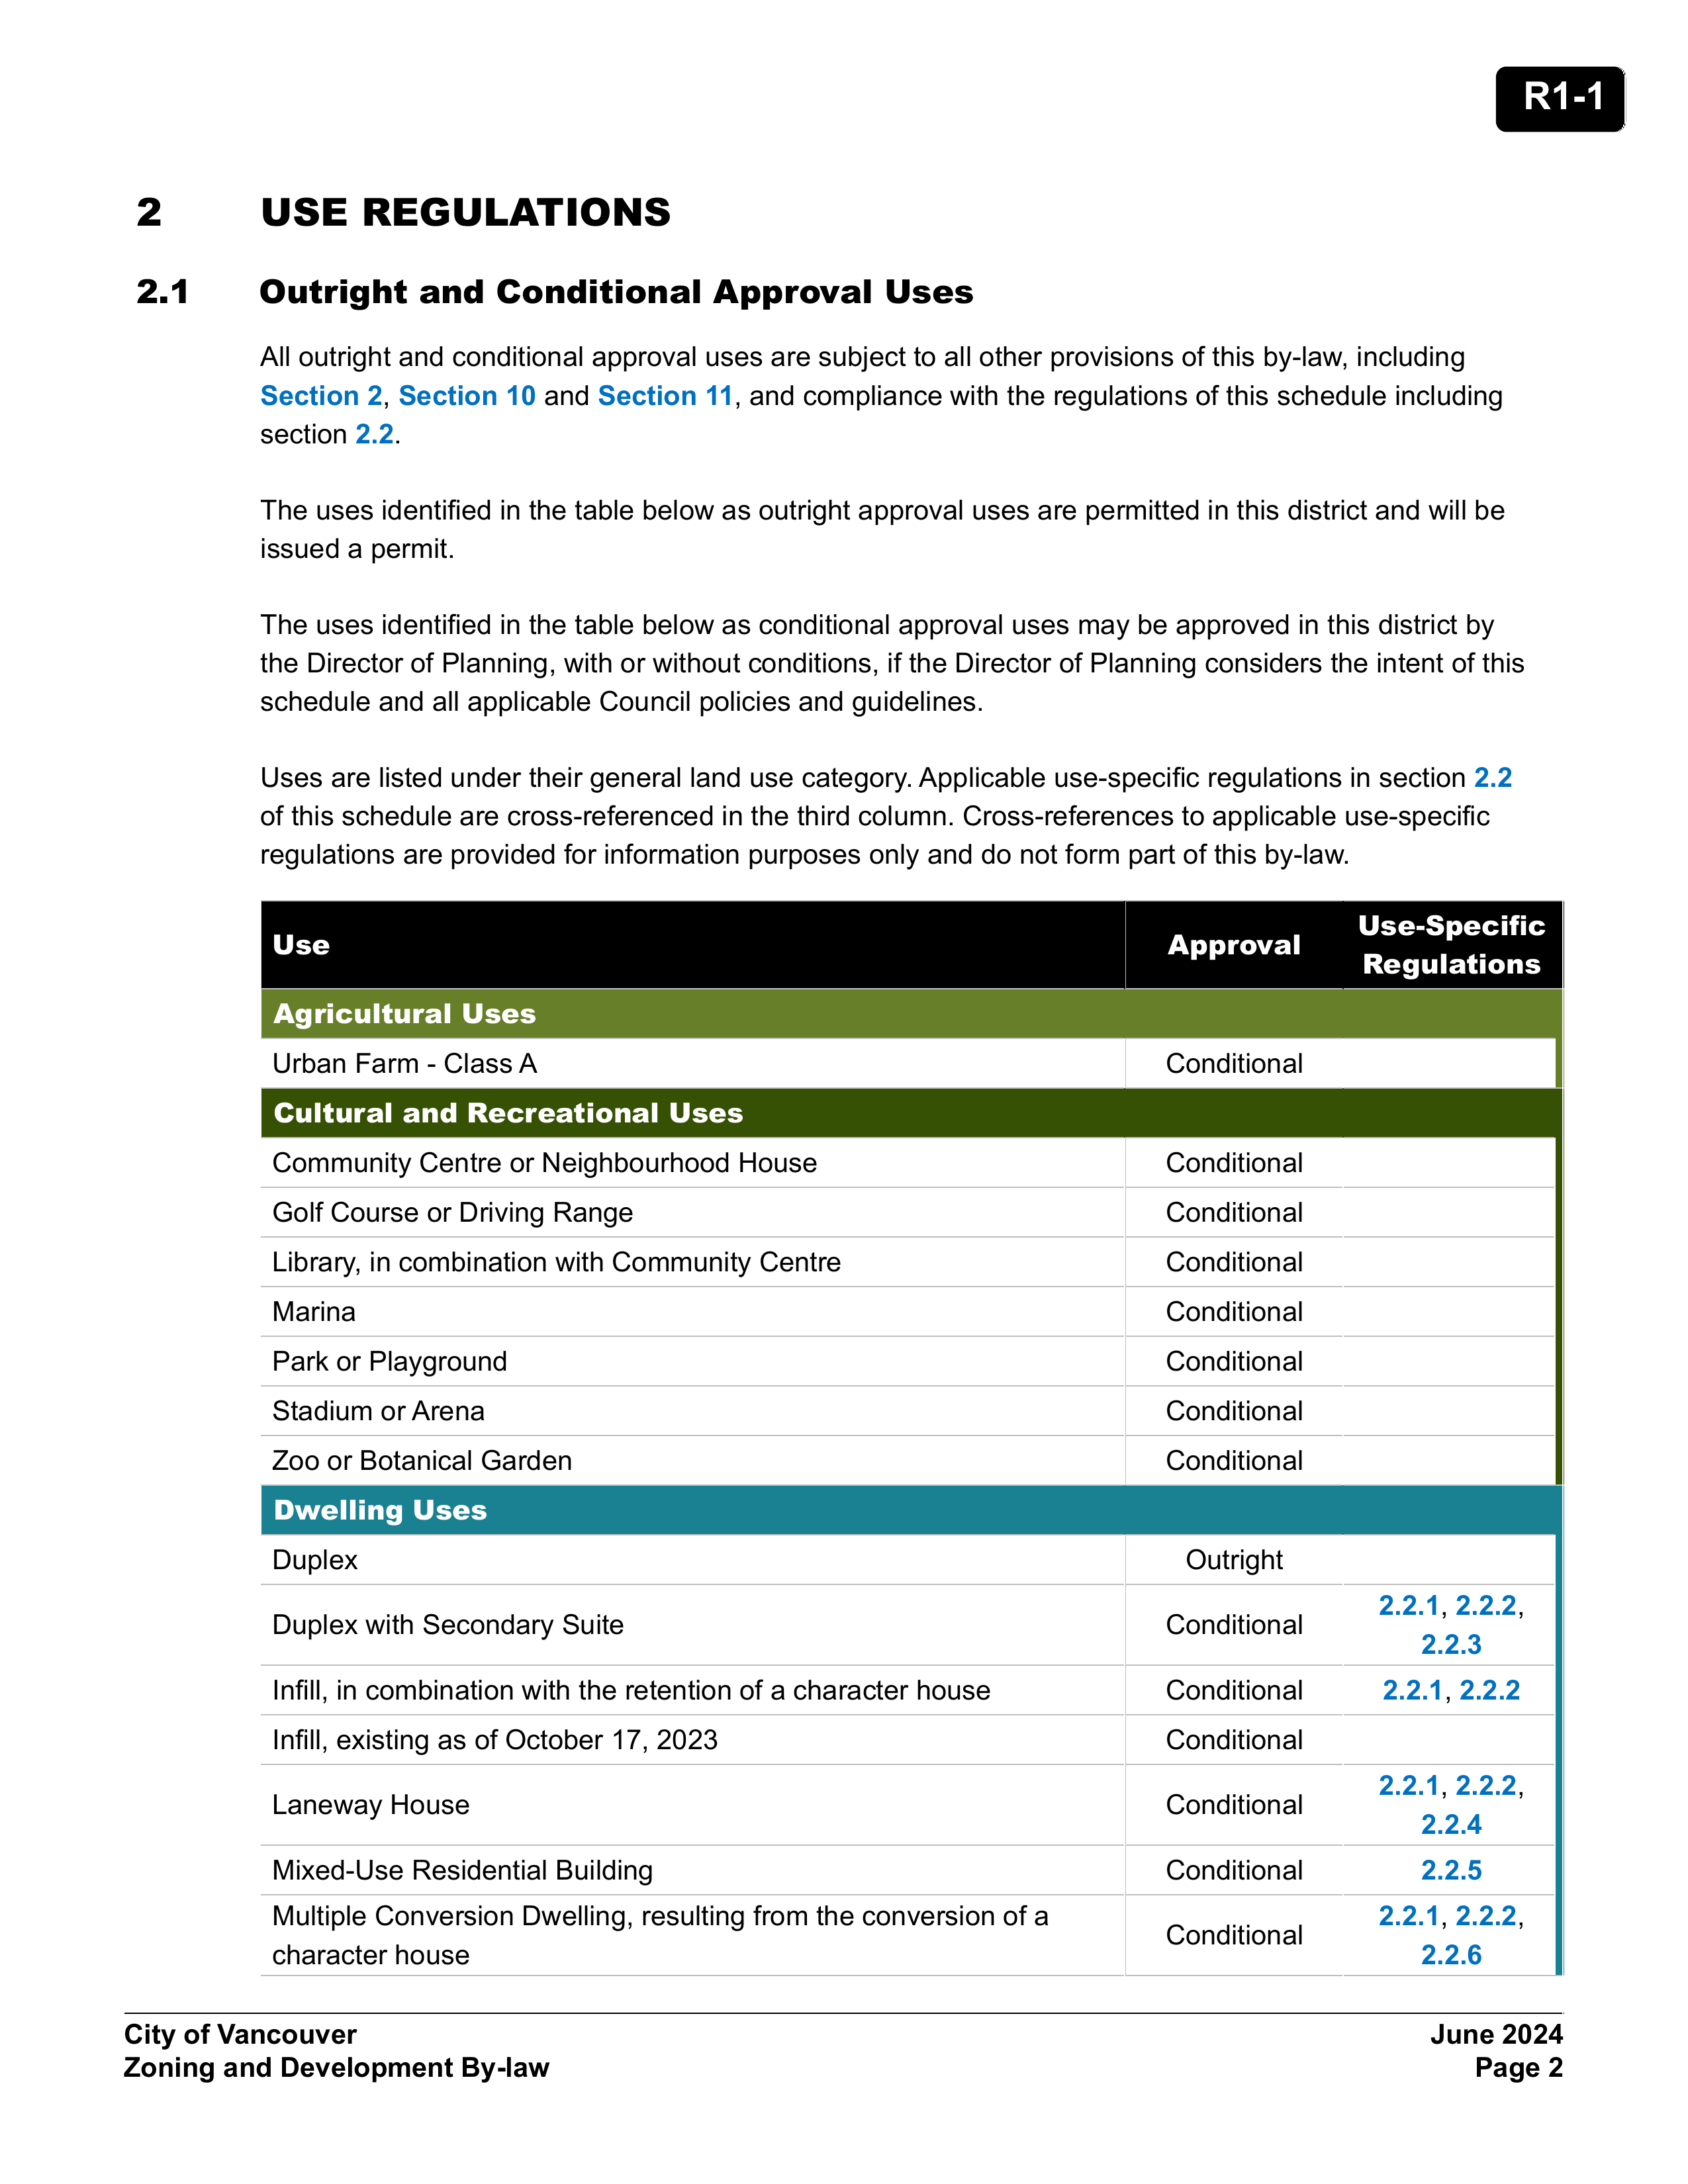 R1-1
2 USE REGULATIONS
2.1 Outright and Conditional Approval Uses
All outright and conditional approval uses are subject to all other provisions of this by-law, including
Section 2, Section 10 and Section 11, and compliance with the regulations of this schedule including
section 2.2.
The uses identified in the table below as outright approval uses are permitted in this district and will be
issued a permit.
The uses identified in the table below as conditional approval uses may be approved in this district by
the Director of Planning, with or without conditions, if the Director of Planning considers the intent of this
schedule and all applicable Council policies and guidelines.
Uses are listed under their general land use category. Applicable use-specific regulations in section 2.2
of this schedule are cross-referenced in the third column. Cross-references to applicable use-specific
regulations are provided for information purposes only and do not form part of this by-law.
Use Approval Use-Specific
Regulations
Agricultural Uses
Urban Farm - Class A Conditional
Cultural and Recreational Uses
Community Centre or Neighbourhood House Conditional
Golf Course or Driving Range Conditional
Library, in combination with Community Centre Conditional
Marina Conditional
Park or Playground Conditional
Stadium or Arena Conditional
Zoo or Botanical Garden Conditional
Dwelling Uses
Duplex Outright
Duplex with Secondary Suite Conditional 2.2.1, 2.2.2,
2.2.3
Infill, in combination with the retention of a character house Conditional 2.2.1, 2.2.2
Infill, existing as of October 17, 2023 Conditional
Laneway House Conditional 2.2.1, 2.2.2,
2.2.4
Mixed-Use Residential Building Conditional 2.2.5
Multiple Conversion Dwelling, resulting from the conversion of a
character house Conditional 2.2.1, 2.2.2,
2.2.6
City of Vancouver June 2024
Zoning and Development By-law Page 2